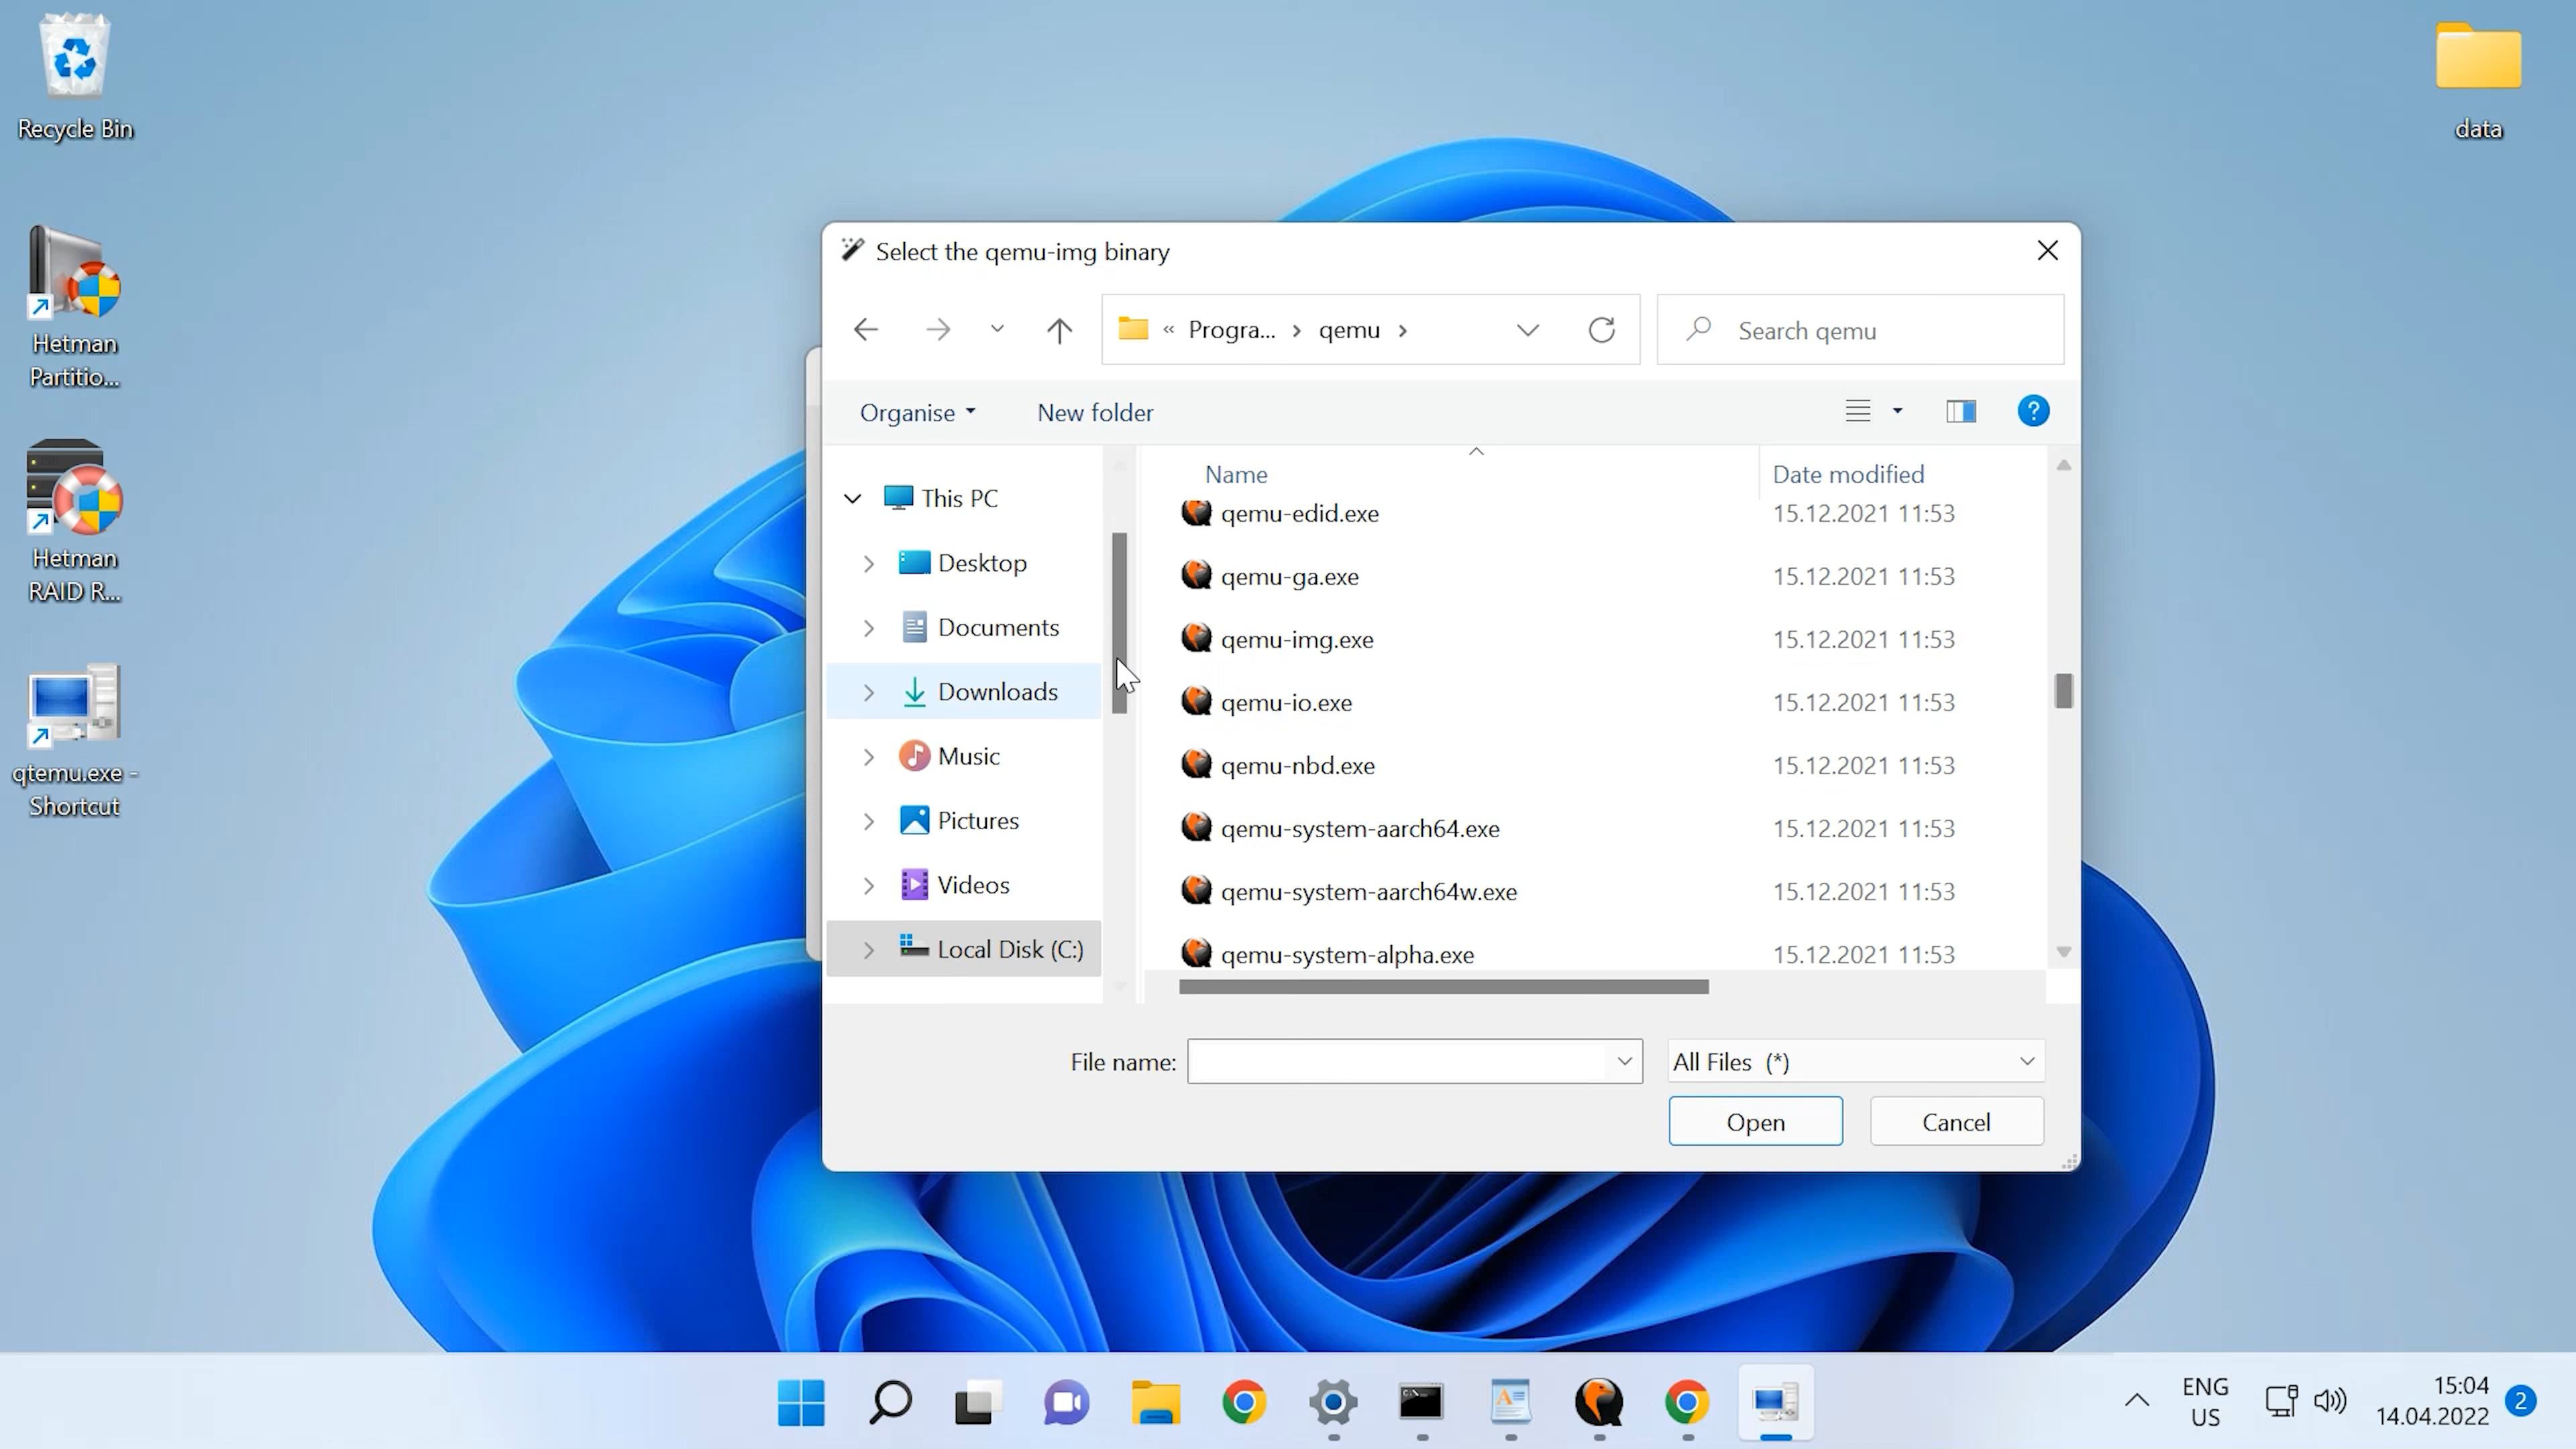 Recycle Bin
data
Hetman
Partitio...
Hetman
RAID R...
qtemu.exe -
Shortcut
Select the qemu-img binary
« Progra... > qemu >
Search qemu
Organise
New folder
?
Name
Date modified
This PC
Desktop
Documents
Downloads
Music
Pictures
Videos
Local Disk (C:)
qemu-edid.exe 15.12.2021 11:53
qemu-ga.exe 15.12.2021 11:53
qemu-img.exe 15.12.2021 11:53
qemu-io.exe 15.12.2021 11:53
qemu-nbd.exe 15.12.2021 11:53
qemu-system-aarch64.exe 15.12.2021 11:53
qemu-system-aarch64w.exe 15.12.2021 11:53
qemu-system-alpha.exe 15.12.2021 11:53
File name:
All Files (*)
Open
Cancel
ENG
US
15:04
14.04.2022
2